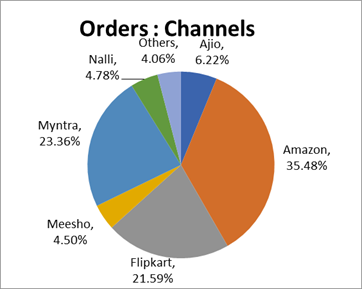 Orders : Channels
Others,
4.06%
Ajio,
6.22%
Nalli,
4.78%
Myntra,
23.36%
Amazon,
35.48%
Meesho,
4.50%
Flipkart,
21.59%